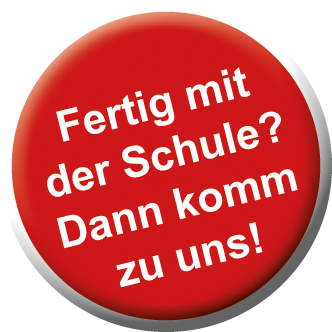 Fertig mit
der Schule?
Dann komm
zu uns!